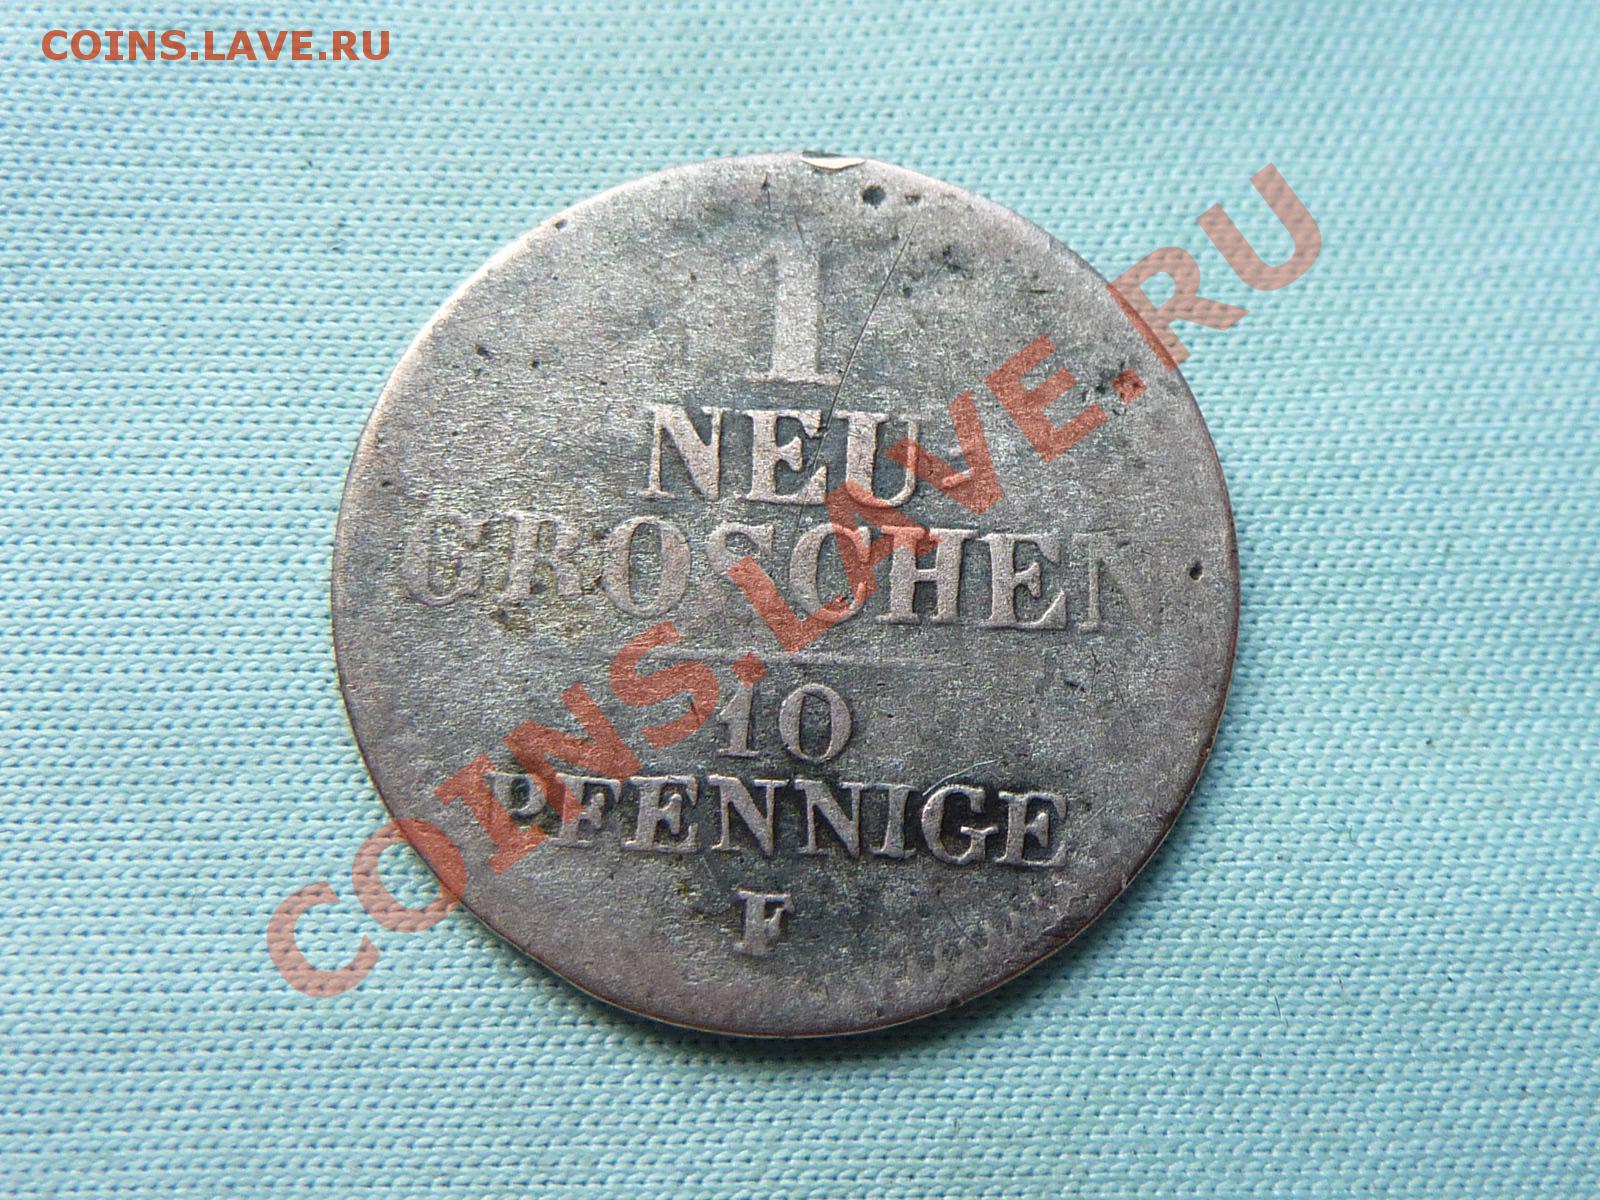 COINS.LAVE.RU
1
NEU-
GROSCHEN
10
PFENNIGE
F
COINS.LAVE.RU